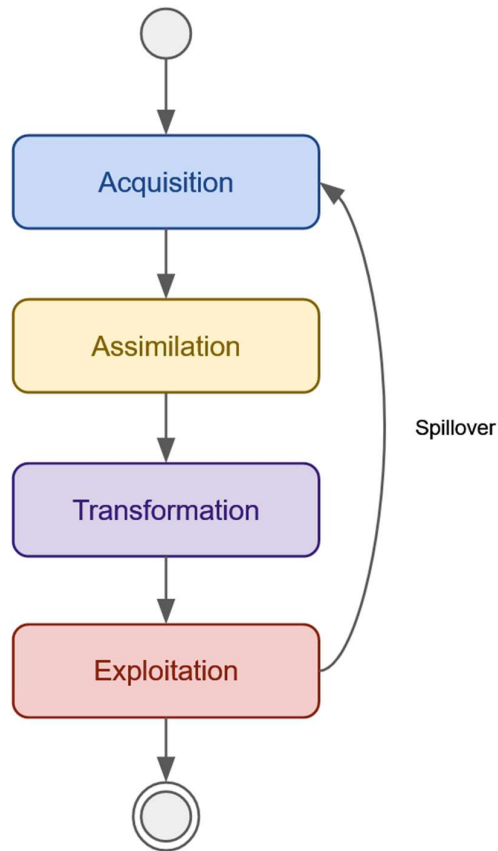 Acquisition
Assimilation
Spillover
Transformation
Exploitation